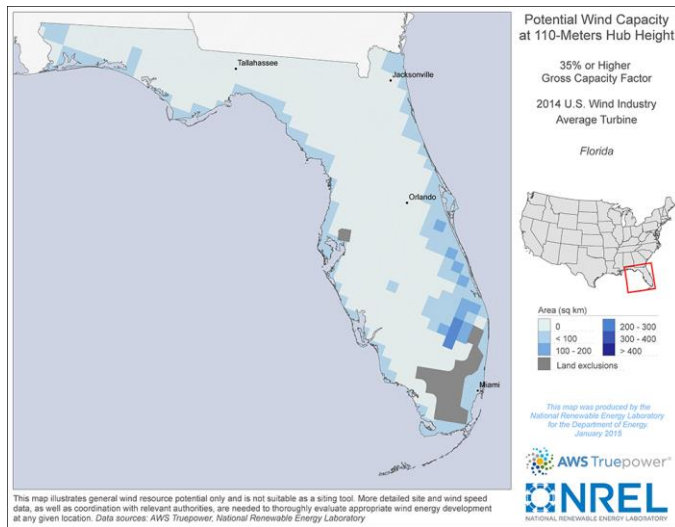 Potential Wind Capacity
at 110-Meters Hub Height
35% or Higher
Gross Capacity Factor
2014 U.S. Wind Industry
Average Turbine
Florida
Tallahassee
Jacksonville
Orlando
Miami
Area (sq km)
0
< 100
100 - 200
200 - 300
300 - 400
> 400
Land exclusions
This map was produced by the
National Renewable Energy Laboratory
for the Department of Energy.
January 2015
AWS Truepower®
NREL
NATIONAL RENEWABLE ENERGY LABORATORY
This map illustrates general wind resource potential only and is not suitable as a siting tool. More detailed site and wind speed
data, as well as coordination with relevant authorities, are needed to thoroughly evaluate appropriate wind energy development
at any given location. Data sources: AWS Truepower, National Renewable Energy Laboratory